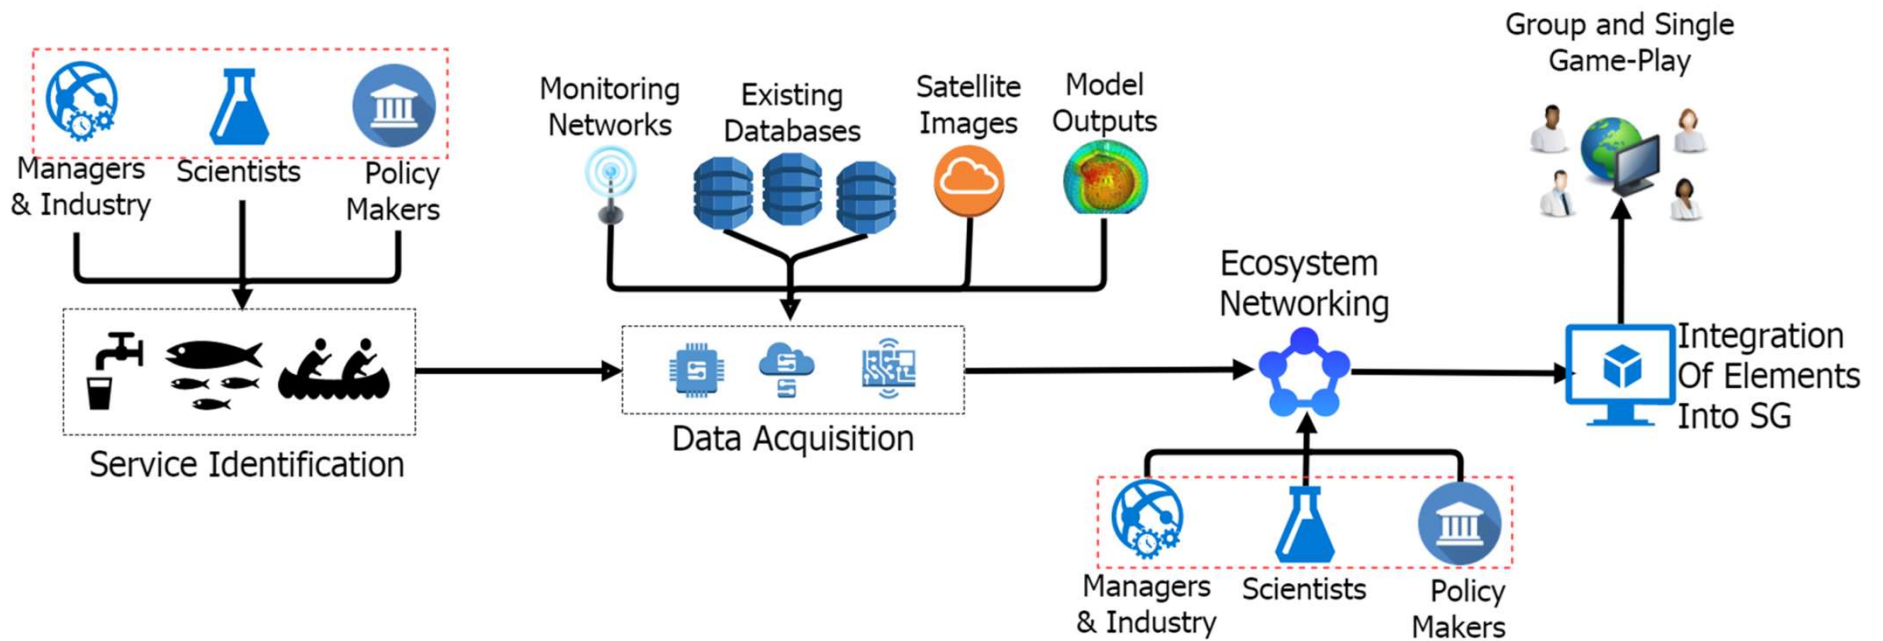 Managers
& Industry
Scientists
Policy
Makers
Service Identification
Monitoring
Networks
Existing
Databases
Satellite
Images
Model
Outputs
Data Acquisition
Ecosystem
Networking
Managers
& Industry
Scientists
Policy
Makers
Integration
Of Elements
Into SG
Group and Single
Game-Play